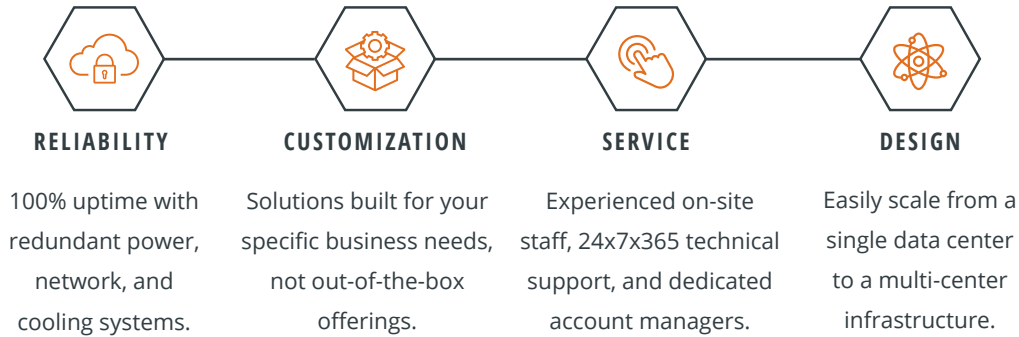 RELIABILITY
100% uptime with
redundant power,
network, and
cooling systems.
CUSTOMIZATION
Solutions built for your
specific business needs,
not out-of-the-box
offerings.
SERVICE
Experienced on-site
staff, 24x7x365 technical
support, and dedicated
account managers.
DESIGN
Easily scale from a
single data center
to a multi-center
infrastructure.